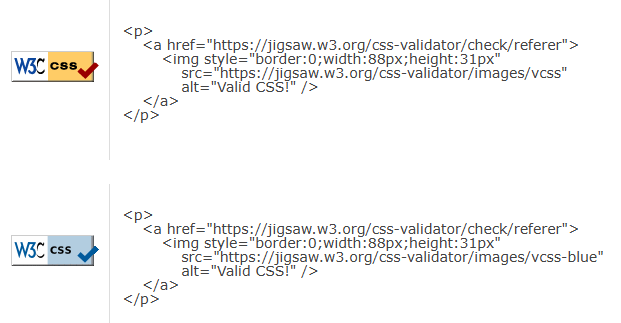 W3C css
<p>
<a href="https://jigsaw.w3.org/css-validator/check/referer">
<img style="border:0;width:88px;height:31px"
src="https://jigsaw.w3.org/css-validator/images/vcss"
alt="Valid CSS!" />
</a>
</p>
W3C css
<p>
<a href="https://jigsaw.w3.org/css-validator/check/referer">
<img style="border:0;width:88px;height:31px"
src="https://jigsaw.w3.org/css-validator/images/vcss-blue"
alt="Valid CSS!" />
</a>
</p>